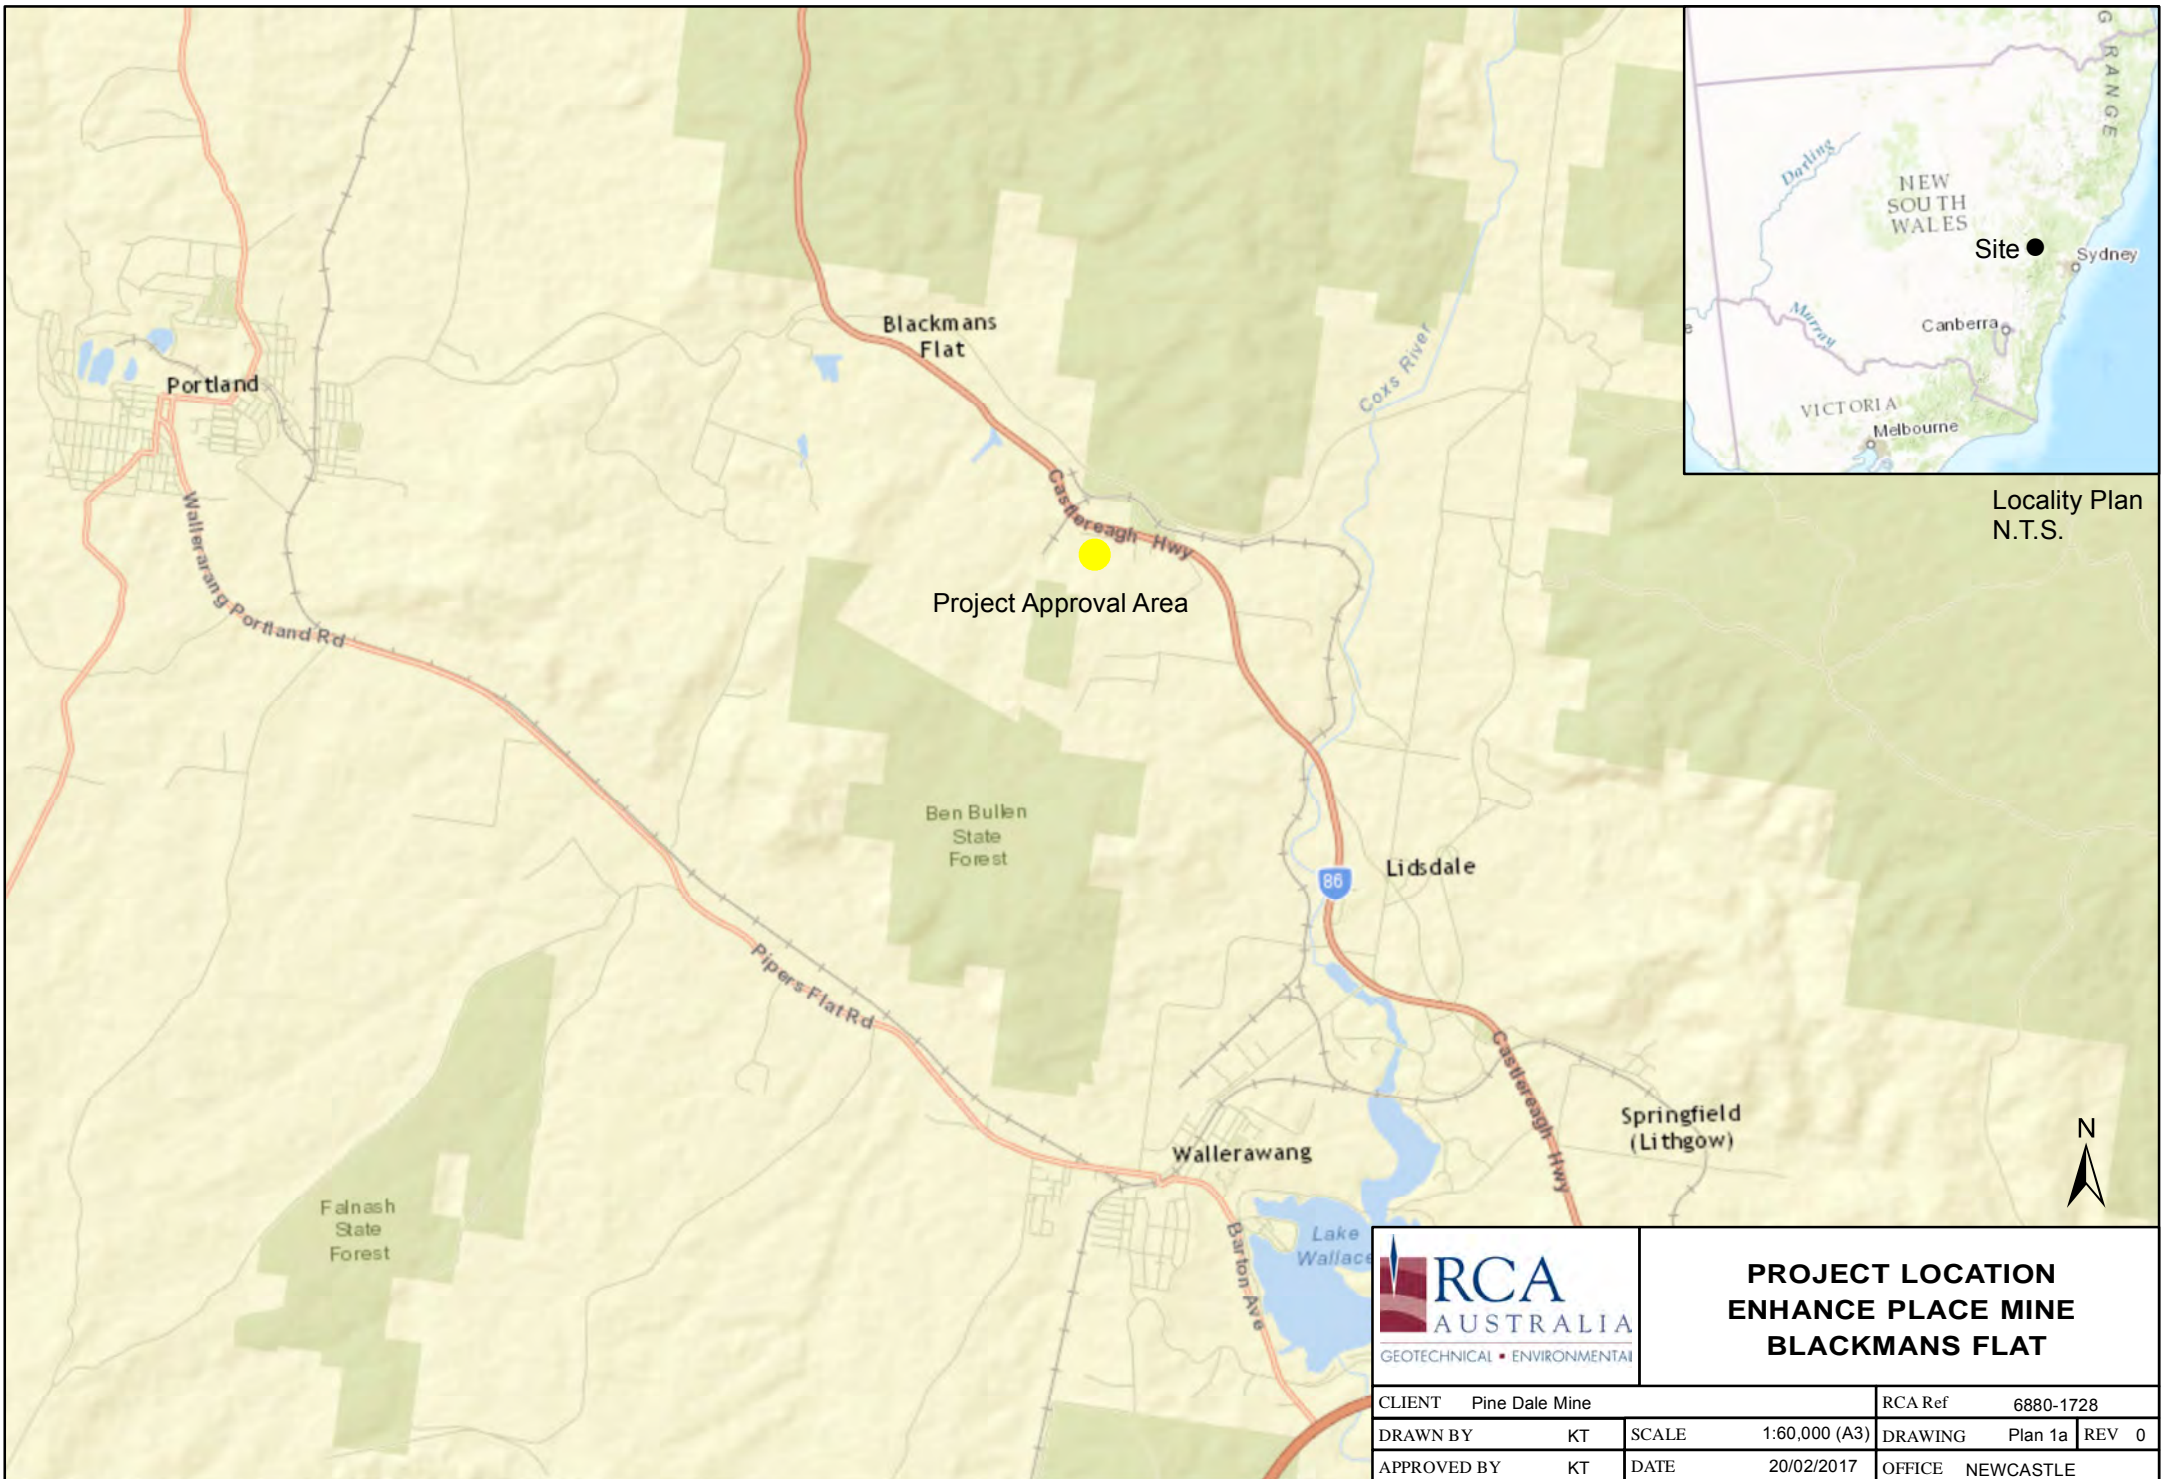 G RANGE
Darling
NEW
SOUTH
WALES
Site
Sydney
Murray
Canberra
VICTORIA
Melbourne
Locality Plan
N.T.S.
Blackmans
Flat
Coxs River
Portland
Castlereagh Hwy
Wallerarang Portland Rd
Project Approval Area
Ben Bullen
State
Forest
Lidsdale
86
Pipers Flat Rd
Castlereagh Hwy
Springfield
(Lithgow)
Wallerawang
N
Falnash
State
Forest
Barton Ave
Lake
Wallace
RCA
AUSTRALIA
GEOTECHNICAL ▪ ENVIRONMENTAL
PROJECT LOCATION
ENHANCE PLACE MINE
BLACKMANS FLAT
CLIENT Pine Dale Mine RCA Ref 6880-1728
DRAWN BY KT SCALE 1:60,000 (A3) DRAWING Plan 1a REV 0
APPROVED BY KT DATE 20/02/2017 OFFICE NEWCASTLE